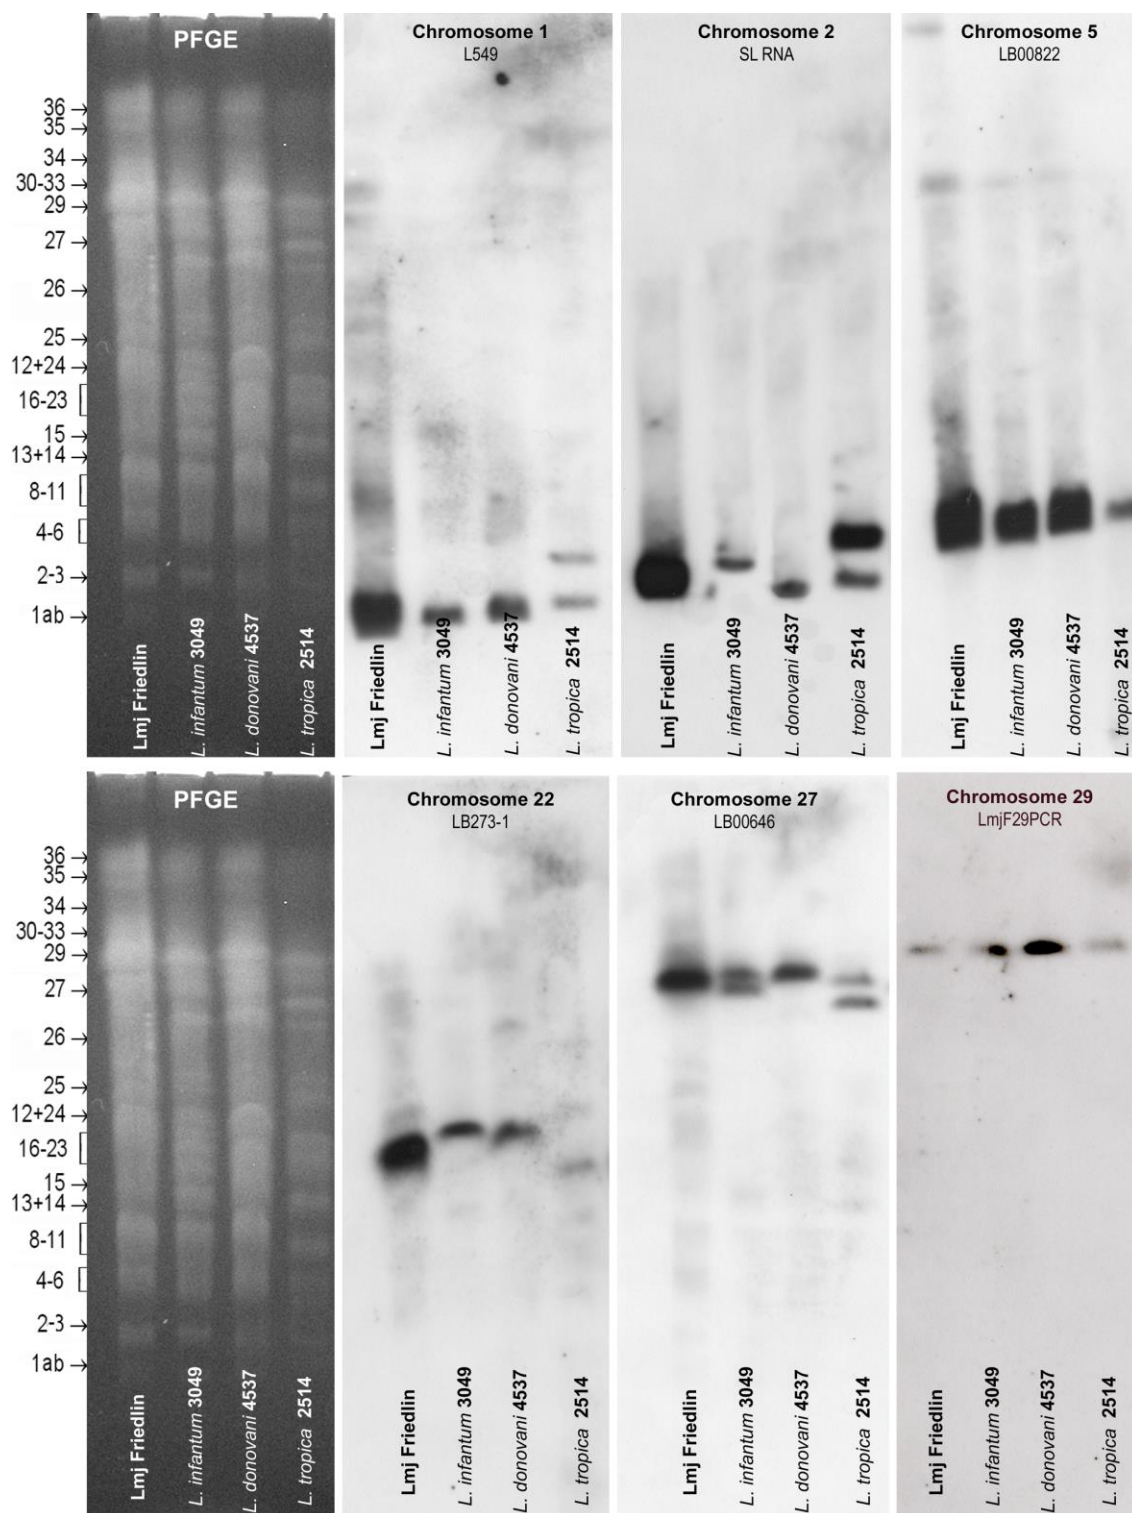 PFGE
36
35
34
30-33
29
27
26
25
12+24
16-23
15
13+14
8-11
4-6
2-3
1ab
Lmj Friedlin
L. infantum 3049
L. donovani 4537
L. tropica 2514
Chromosome 1
L549
Lmj Friedlin
L. infantum 3049
L. donovani 4537
L. tropica 2514
Chromosome 2
SL RNA
Lmj Friedlin
L. infantum 3049
L. donovani 4537
L. tropica 2514
Chromosome 5
LB00822
Lmj Friedlin
L. infantum 3049
L. donovani 4537
L. tropica 2514
PFGE
36
35
34
30-33
29
27
26
25
12+24
16-23
15
13+14
8-11
4-6
2-3
1ab
Lmj Friedlin
L. infantum 3049
L. donovani 4537
L. tropica 2514
Chromosome 22
LB273-1
Lmj Friedlin
L. infantum 3049
L. donovani 4537
L. tropica 2514
Chromosome 27
LB00646
Lmj Friedlin
L. infantum 3049
L. donovani 4537
L. tropica 2514
Chromosome 29
LmjF29PCR
Lmj Friedlin
L. infantum 3049
L. donovani 4537
L. tropica 2514